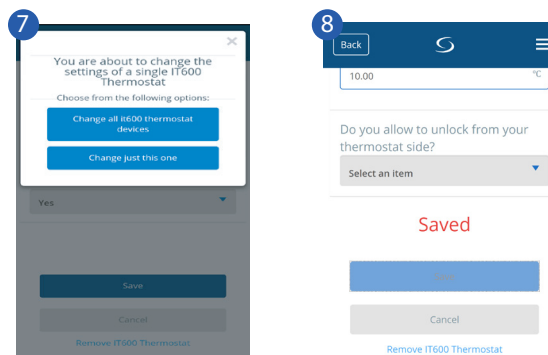 7
You are about to change the
settings of a single IT600
Thermostat
Choose from the following options:
Change all it600 thermostat
devices
Change just this one
Yes
Save
Cancel
Remove IT600 Thermostat
8
Back
10.00
°C
Do you allow to unlock from your
thermostat side?
Select an item
Saved
Cancel
Remove IT600 Thermostat